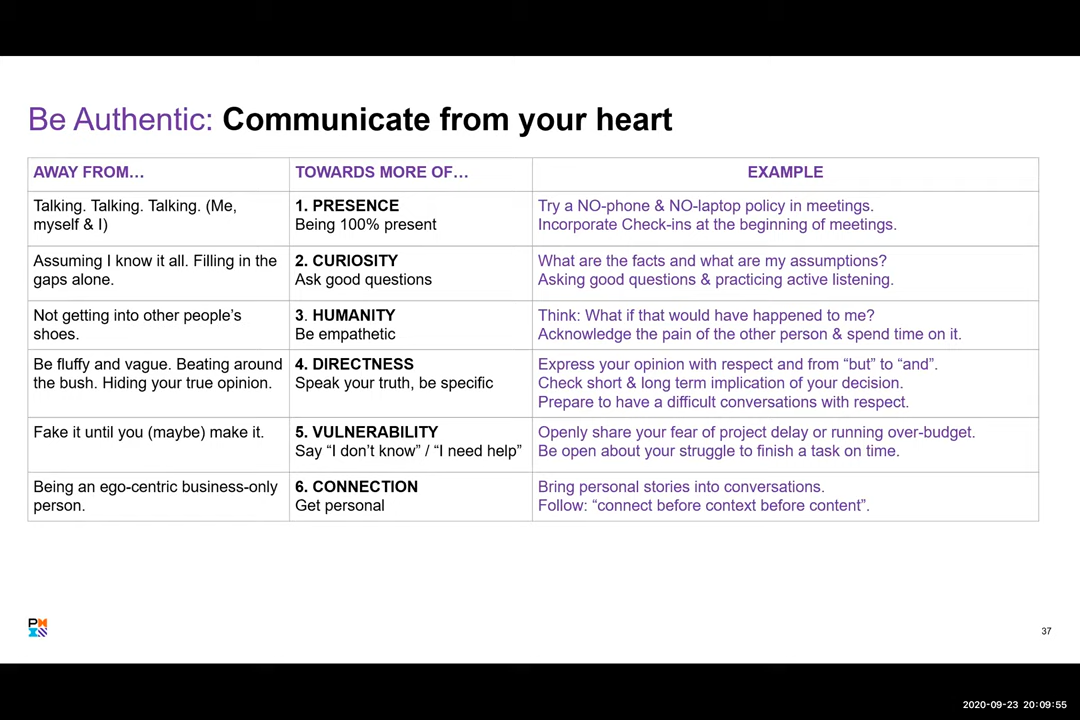 Be Authentic: Communicate from your heart
AWAY FROM…
TOWARDS MORE OF…
EXAMPLE
Talking. Talking. Talking. (Me,
myself & I)
1. PRESENCE
Being 100% present
Try a NO-phone & NO-laptop policy in meetings.
Incorporate Check-ins at the beginning of meetings.
Assuming I know it all. Filling in the
gaps alone.
2. CURIOSITY
Ask good questions
What are the facts and what are my assumptions?
Asking good questions & practicing active listening.
Not getting into other people’s
shoes.
3. HUMANITY
Be empathetic
Think: What if that would have happened to me?
Acknowledge the pain of the other person & spend time on it.
Be fluffy and vague. Beating around
the bush. Hiding your true opinion.
4. DIRECTNESS
Speak your truth, be specific
Express your opinion with respect and from “but” to “and”.
Check short & long term implication of your decision.
Prepare to have a difficult conversations with respect.
Fake it until you (maybe) make it.
5. VULNERABILITY
Say “I don’t know” / “I need help”
Openly share your fear of project delay or running over-budget.
Be open about your struggle to finish a task on time.
Being an ego-centric business-only
person.
6. CONNECTION
Get personal
Bring personal stories into conversations.
Follow: “connect before context before content”.
37
2020-09-23 20:09:55